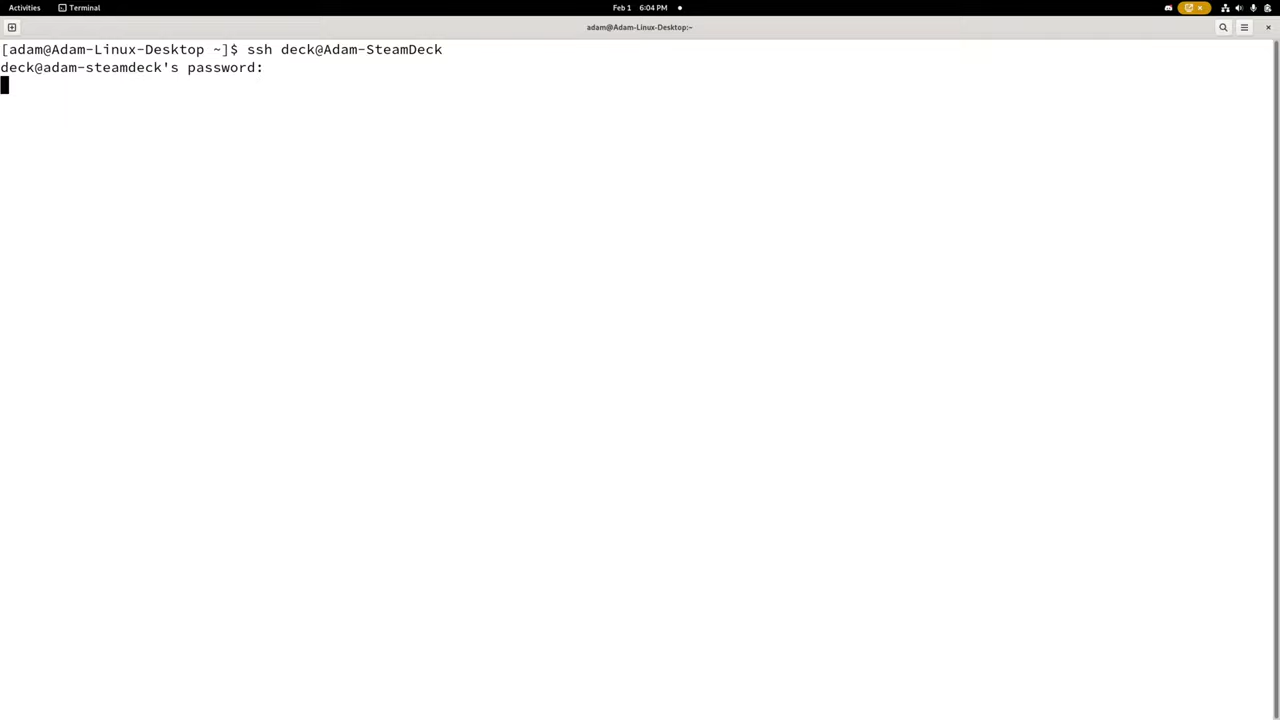 Activities Terminal Feb 1 6:04 PM
adam@Adam-Linux-Desktop:~
[adam@Adam-Linux-Desktop ~]$ ssh deck@Adam-SteamDeck
deck@adam-steamdeck's password: